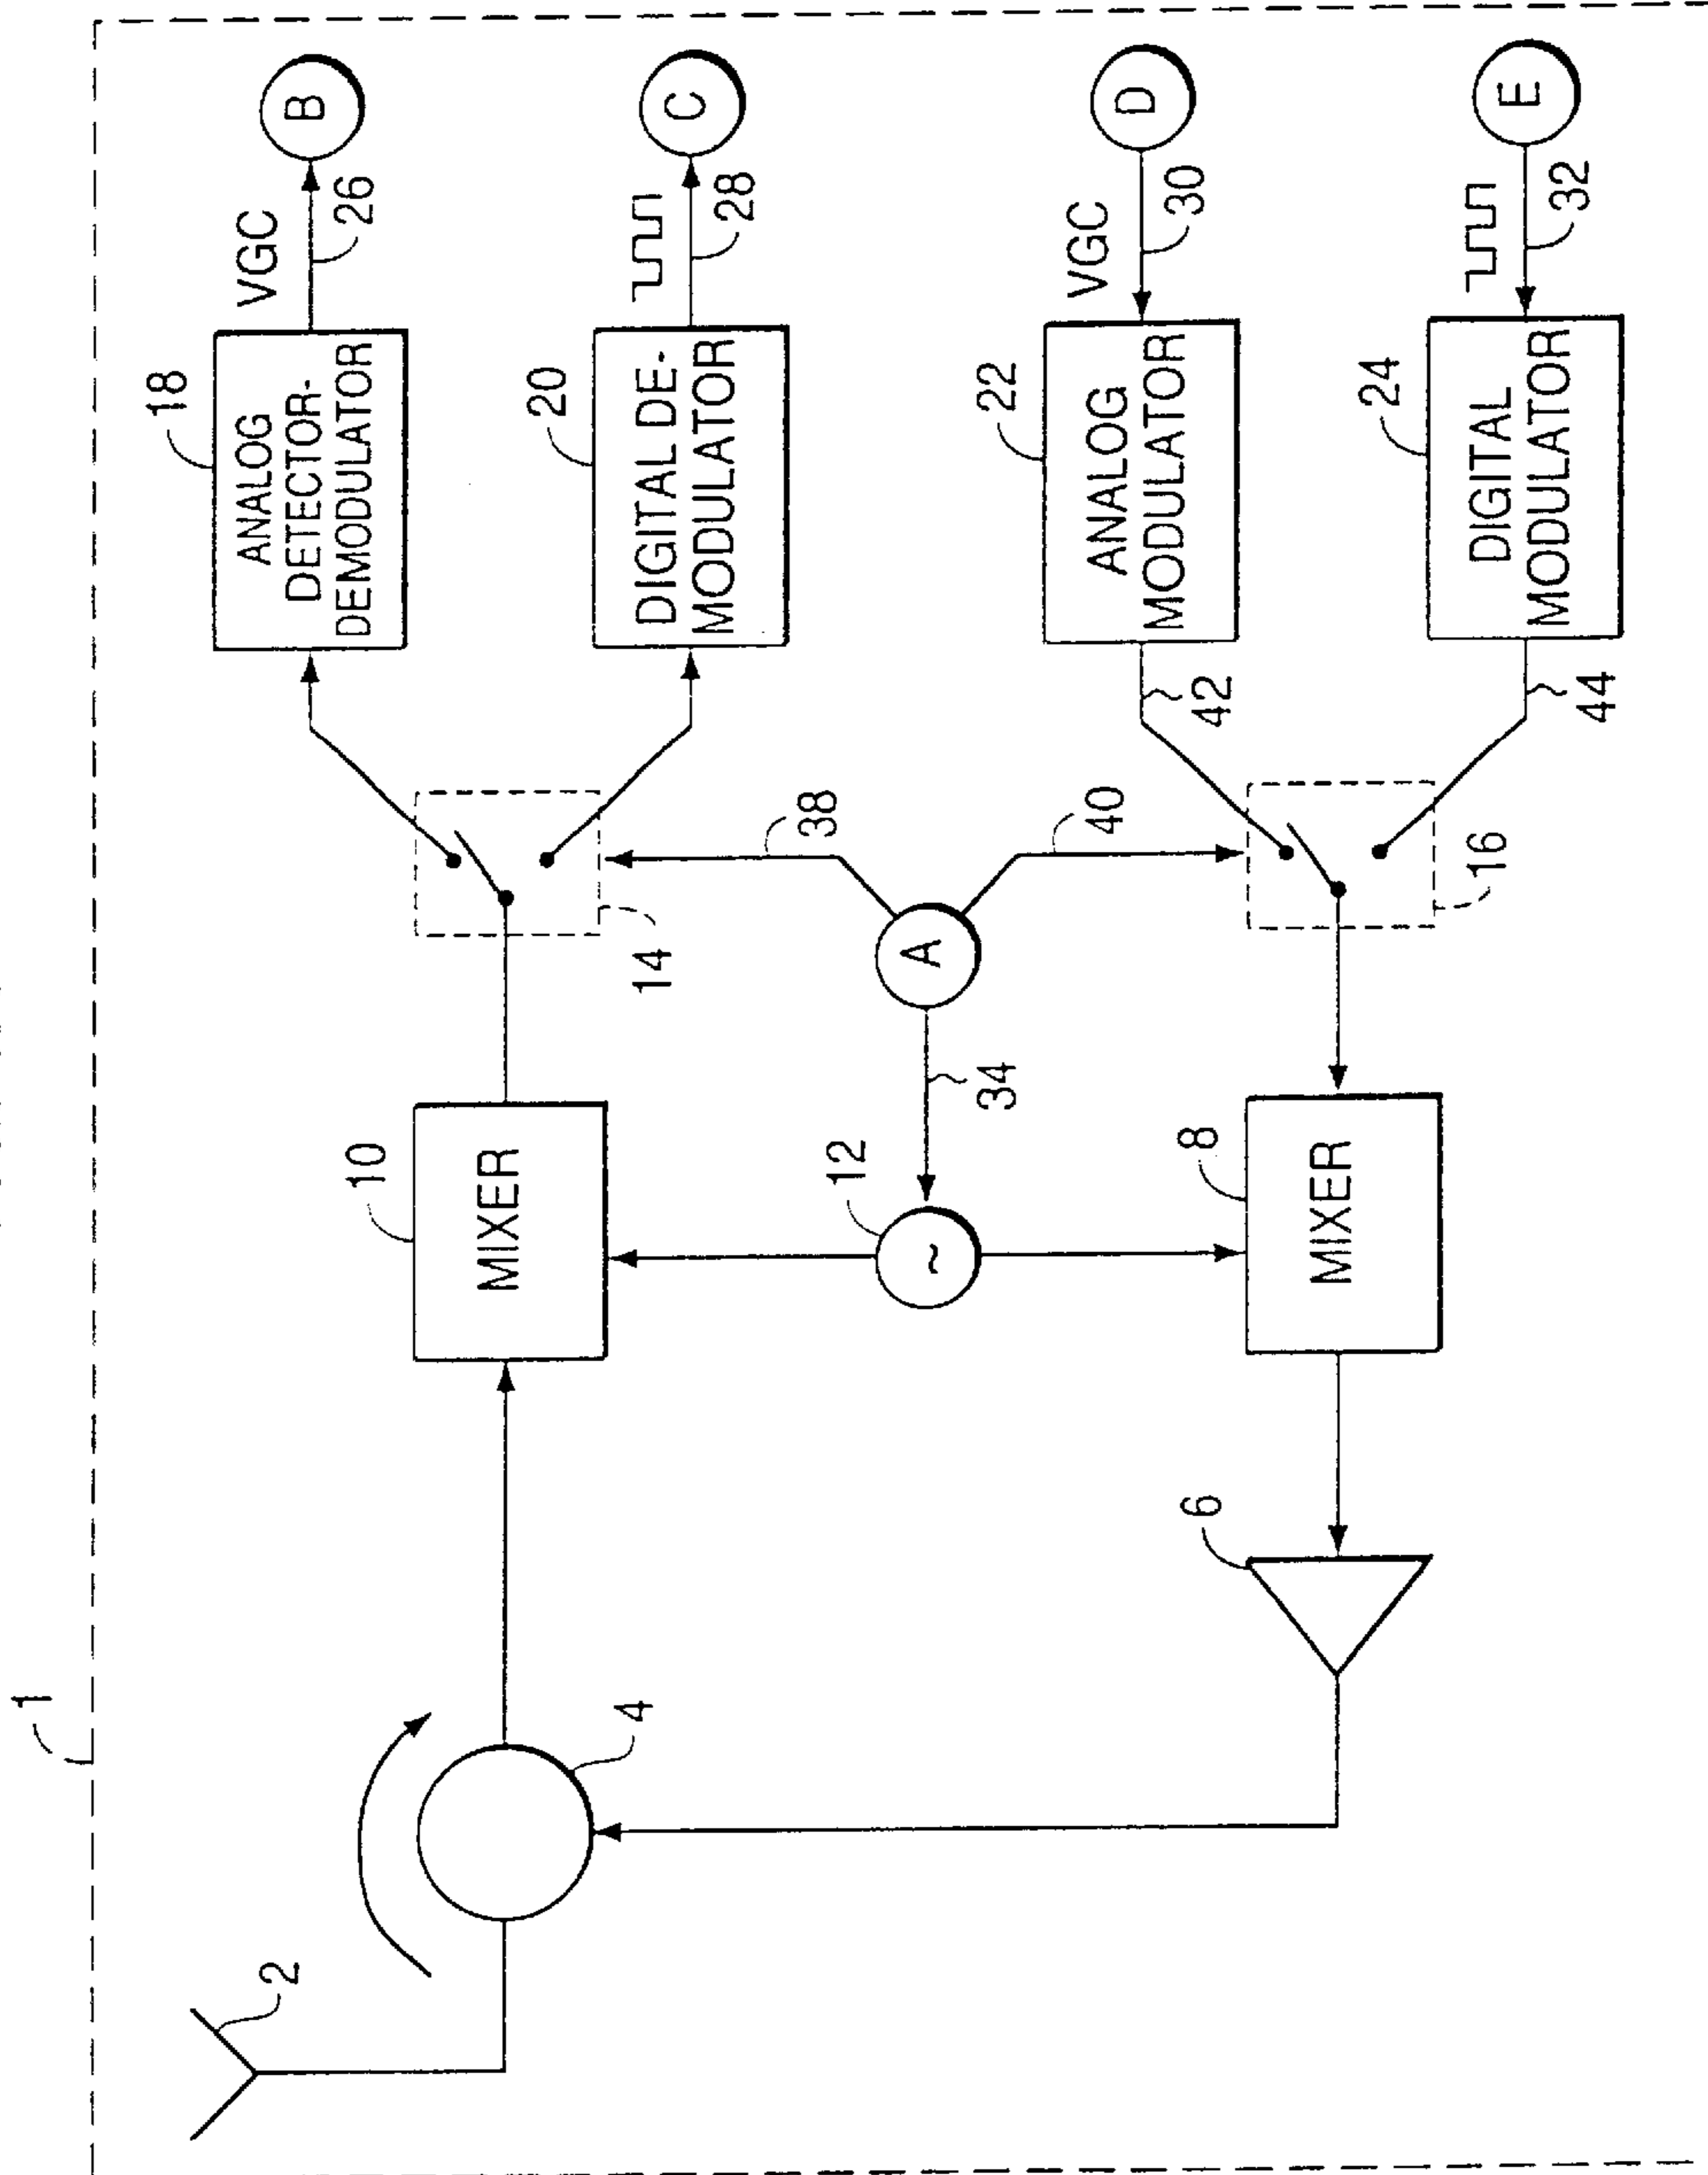 1
2
4
6
8
MIXER
10
MIXER
12
~
34
A
38
40
14
16
18
ANALOG
DETECTOR-
DEMODULATOR
VGC
26
B
20
DIGITAL DE-
MODULATOR
28
C
22
ANALOG
MODULATOR
42
VGC
30
D
24
DIGITAL
MODULATOR
44
32
E